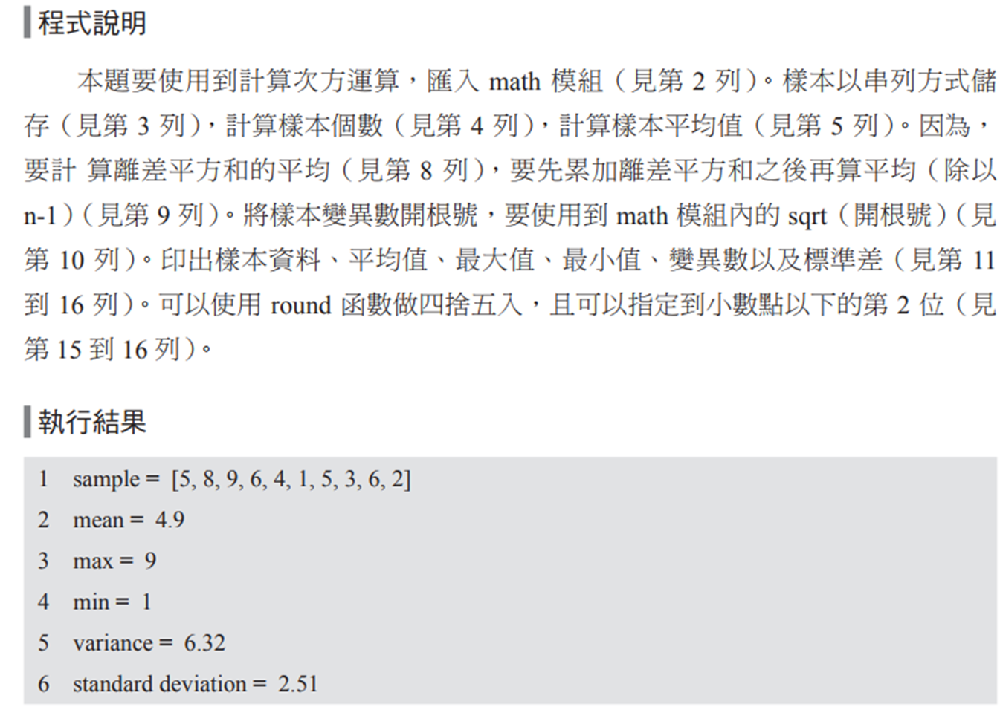 程式說明
本題要使用到計算次方運算，匯入 math 模組（見第 2 列）。樣本以串列方式儲
存（見第 3 列），計算樣本個數（見第 4 列），計算樣本平均值（見第 5 列）。因為，
要計 算離差平方和的平均（見第 8 列），要先累加離差平方和之後再算平均（除以
n-1）（見第 9 列）。將樣本變異數開根號，要使用到 math 模組內的 sqrt（開根號）（見
第 10 列）。印出樣本資料、平均值、最大值、最小值、變異數以及標準差（見第 11
到 16 列）。可以使用 round 函數做四捨五入，且可以指定到小數點以下的第 2 位（見
第 15 到 16 列）。
執行結果
1 sample = [5, 8, 9, 6, 4, 1, 5, 3, 6, 2]
2 mean = 4.9
3 max = 9
4 min = 1
5 variance = 6.32
6 standard deviation = 2.51